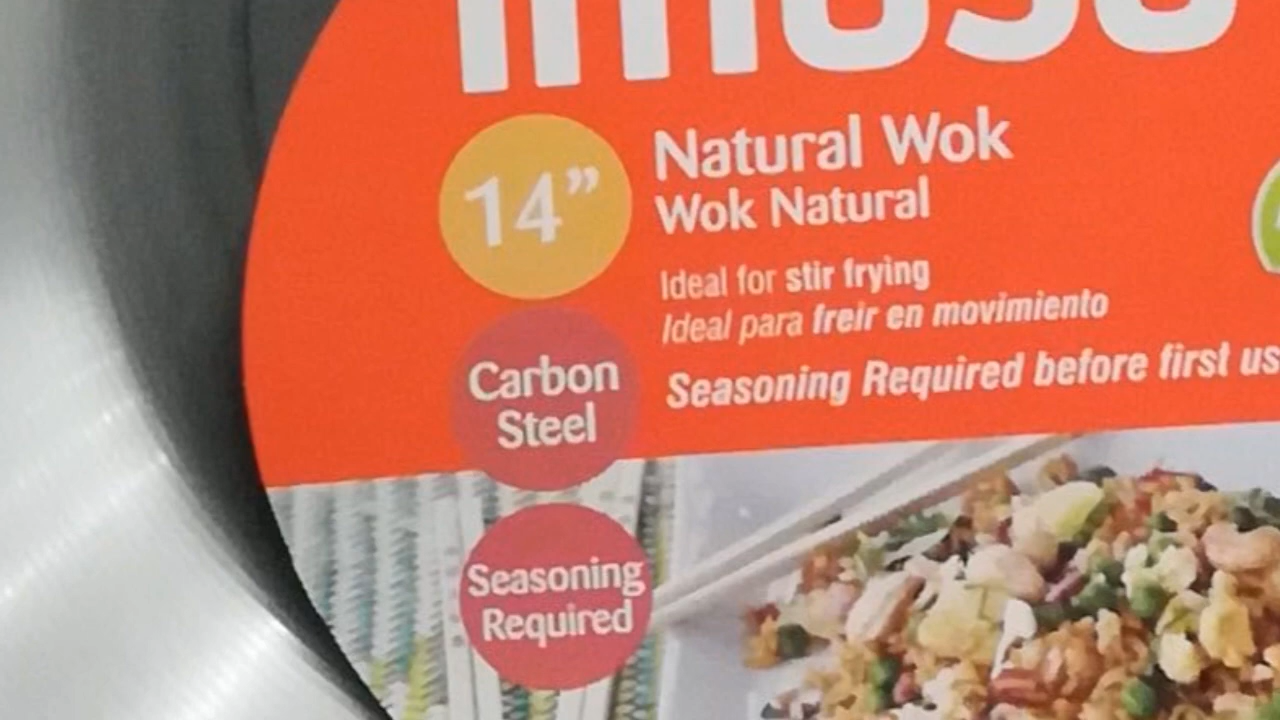 14”
Natural Wok
Wok Natural
Ideal for stir frying
Ideal para freir en movimiento
Seasoning Required before first us
Carbon
Steel
Seasoning
Required